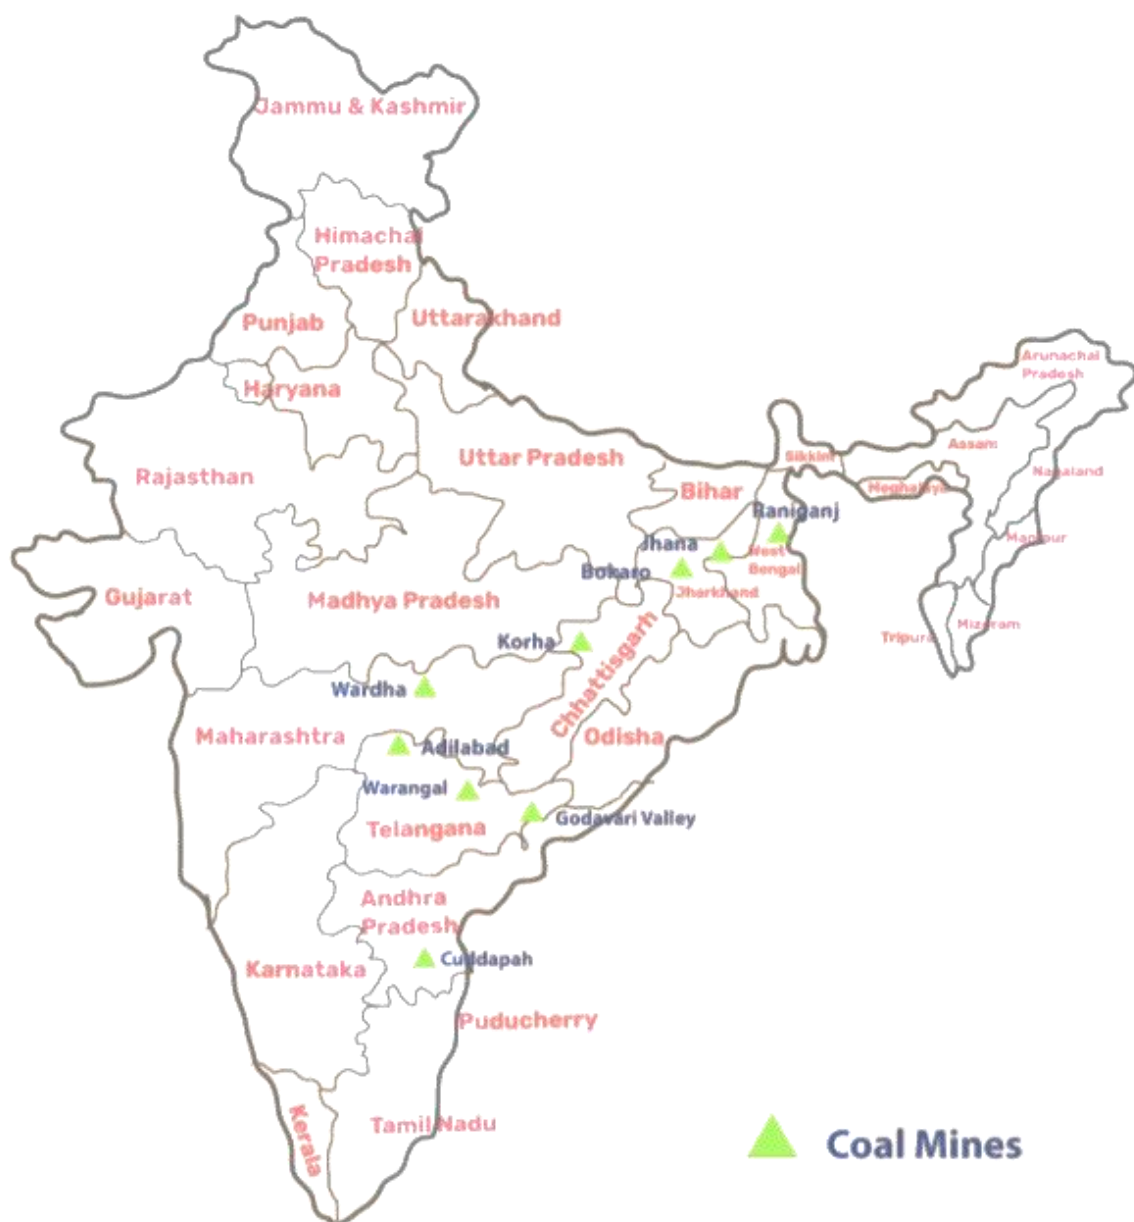 Jammu & Kashmir
Himachal
Pradesh
Punjab
Uttarakhand
Haryana
Arunachal
Pradesh
Assam
Sikkim
Nagaland
Meghalaya
Rajasthan
Uttar Pradesh
Bihar
Raniganj
Manipur
Jhana
West
Bengal
Bokaro
Jharkhand
Gujarat
Madhya Pradesh
Mizoram
Tripura
Korha
Chhattisgarh
Wardha
Maharashtra
Odisha
Adilabad
Warangal
Godavari Valley
Telangana
Andhra
Pradesh
Cuddapah
Karnataka
Puducherry
Kerala
Tamil Nadu
Coal Mines